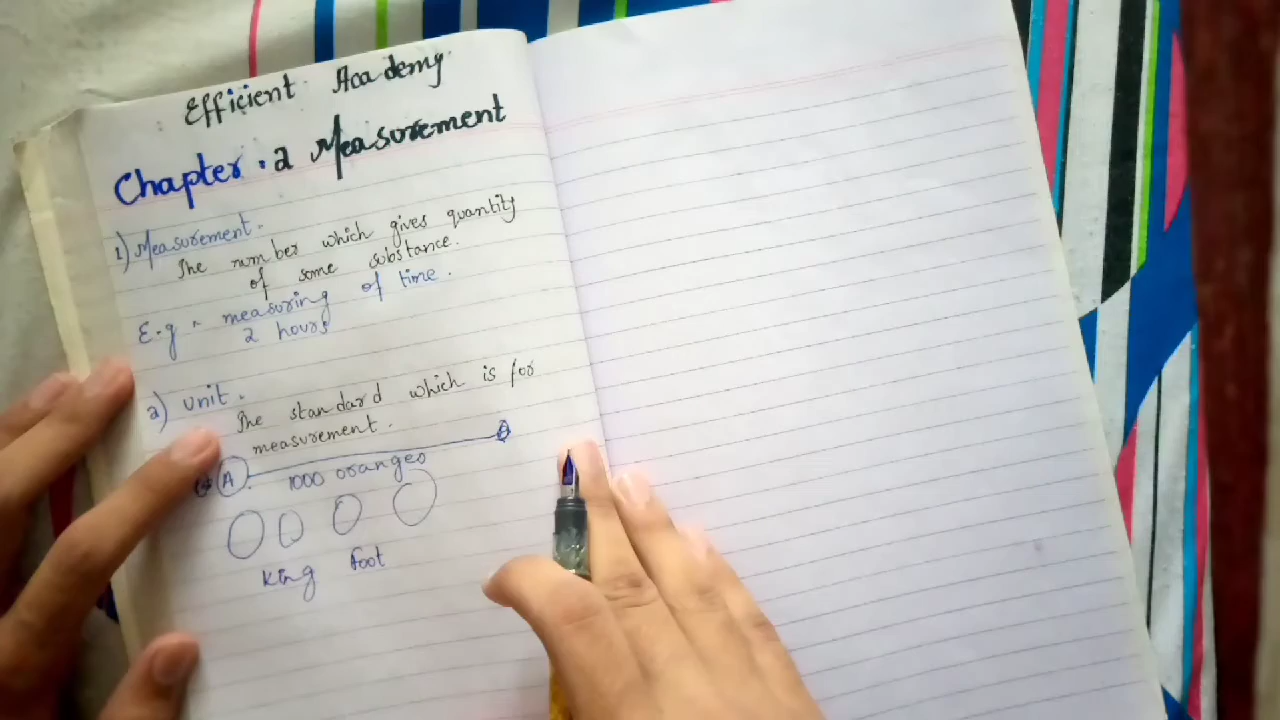 Efficient Academy
Chapter.2 Measurement
1) Measurement.
The number which gives quantity
of some substance.
E.g. measuring of time.
2 hours
2) unit.
The standard which is for
measurement.
A
1000 oranges
King foot